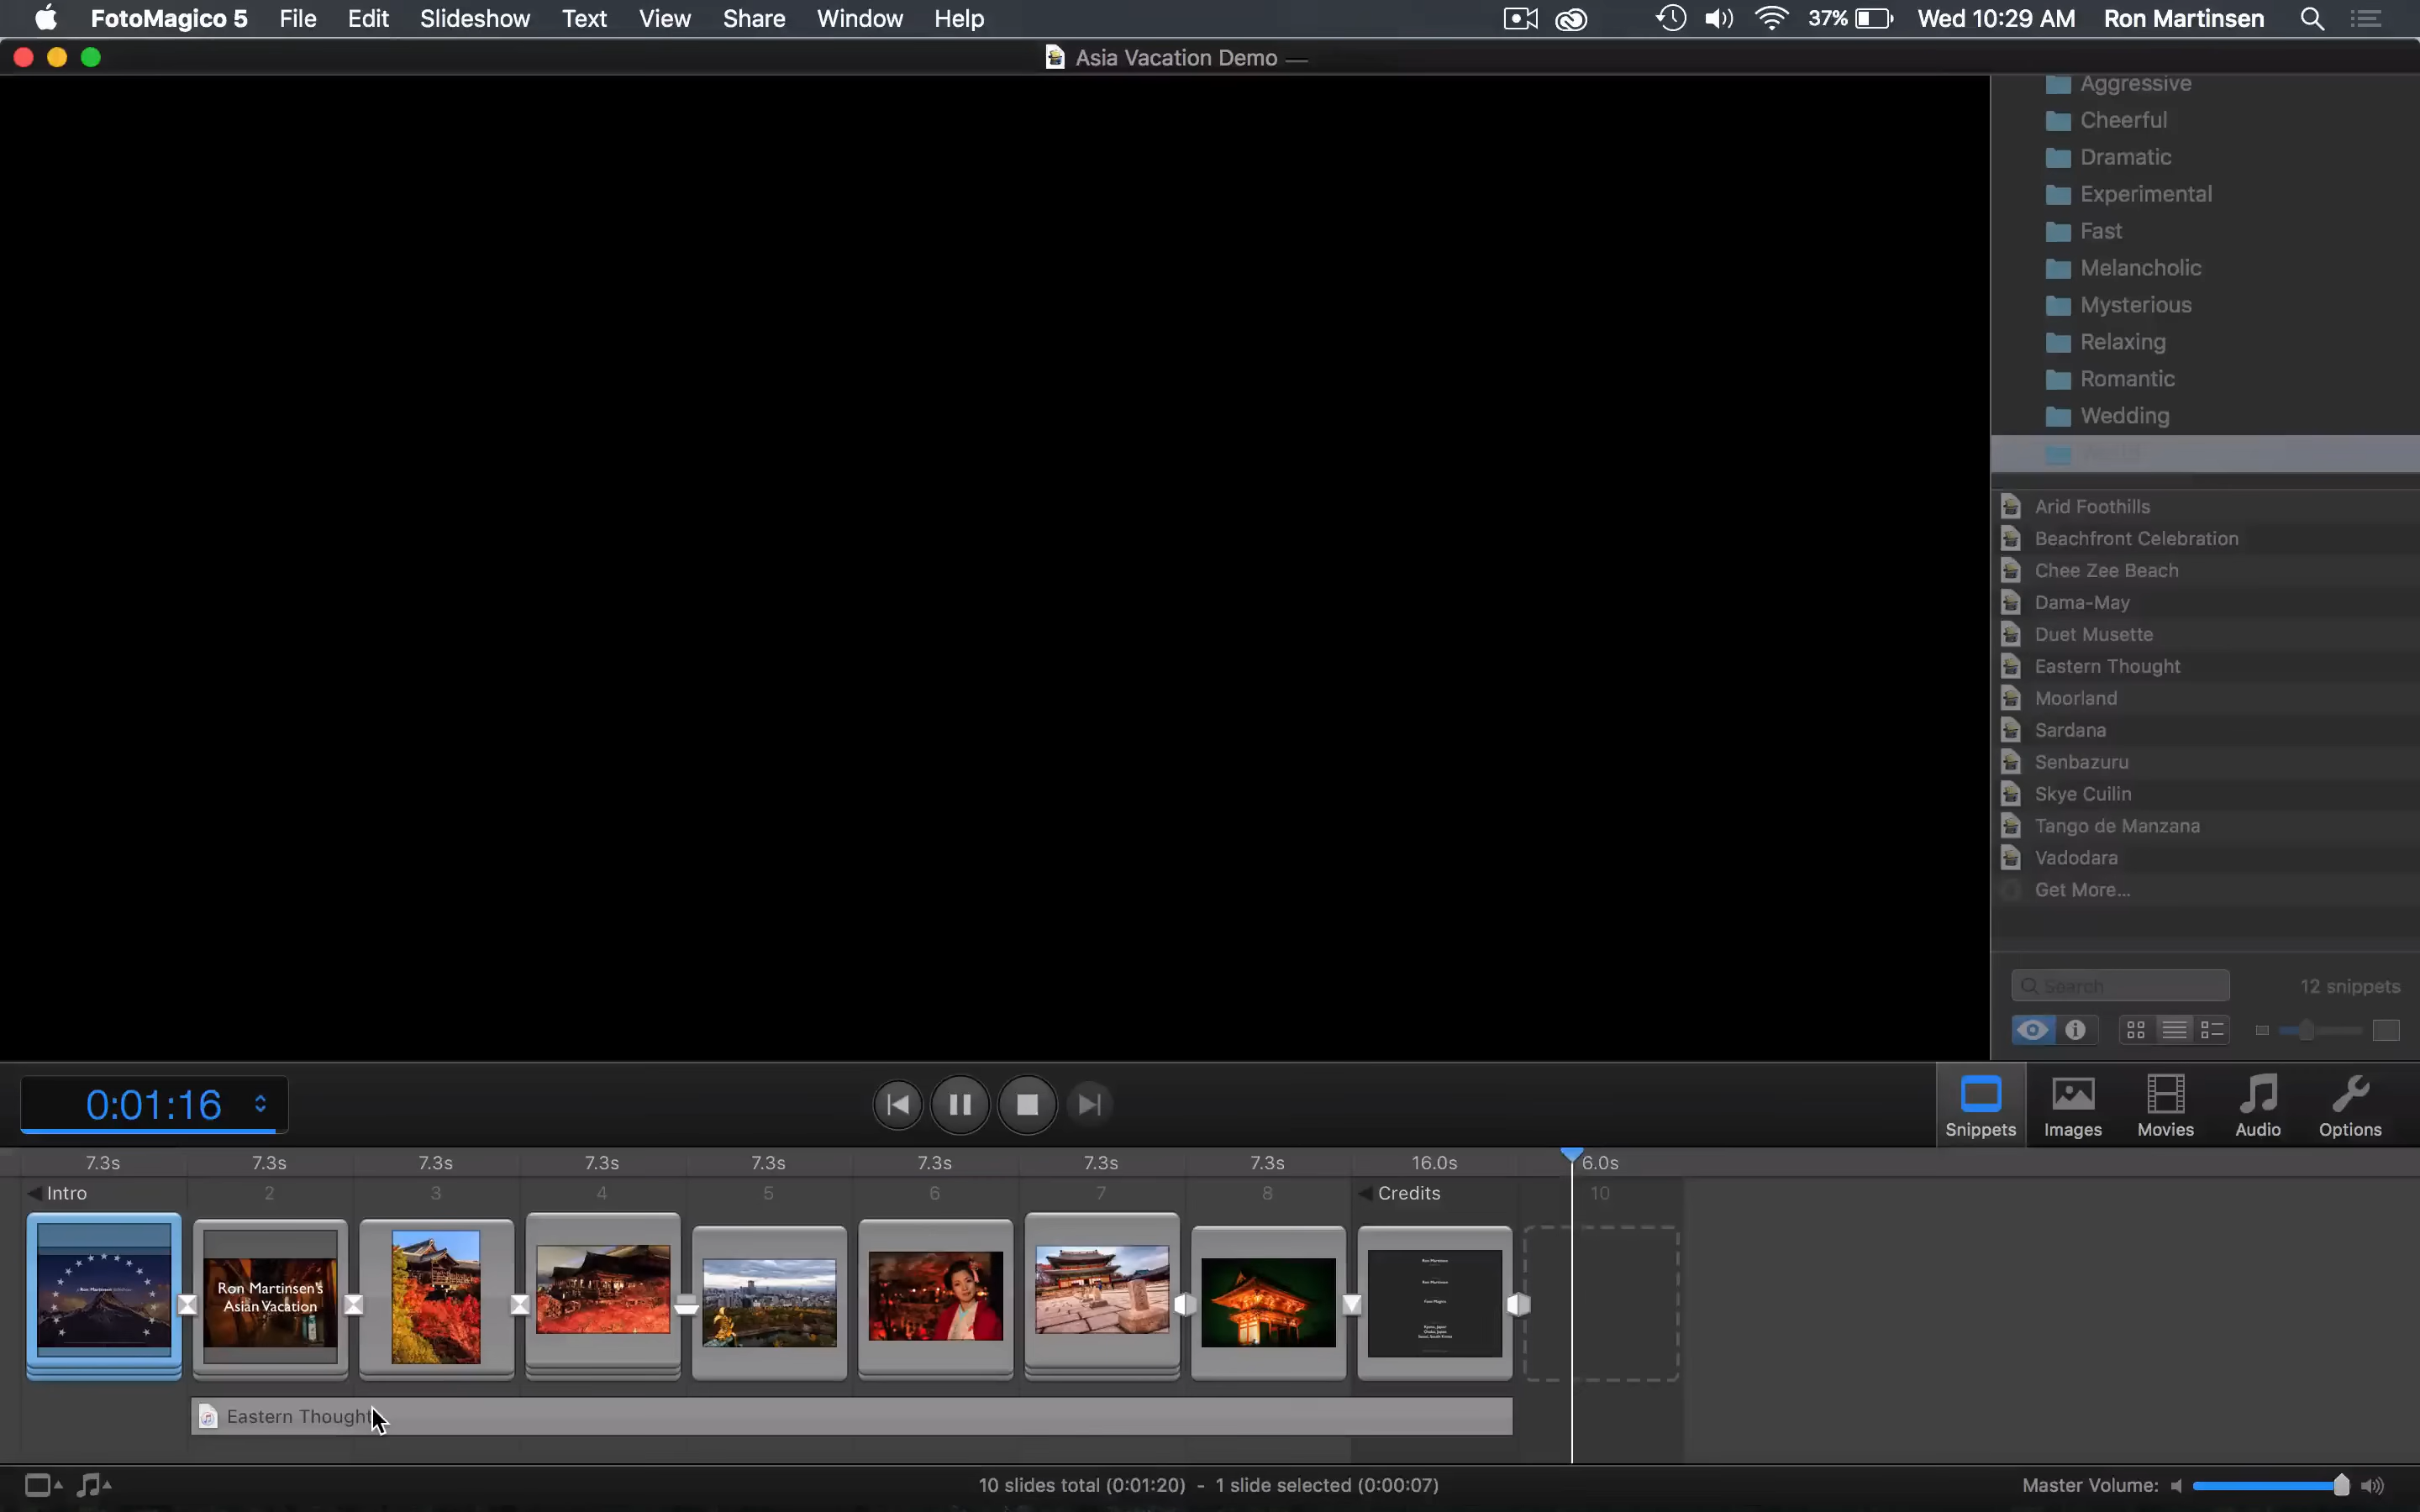 FotoMagico 5 File Edit Slideshow Text View Share Window Help 37% Wed 10:29 AM Ron Martinsen
Asia Vacation Demo —
Aggressive
Cheerful
Dramatic
Experimental
Fast
Melancholic
Mysterious
Relaxing
Romantic
Wedding
Arid Foothills
Beachfront Celebration
Chee Zee Beach
Dama-May
Duet Musette
Eastern Thought
Moorland
Sardana
Senbazuru
Skye Cuilin
Tango de Manzana
Vadodara
Get More...
Search 12 snippets
0:01:16
Snippets Images Movies Audio Options
7.3s 7.3s 7.3s 7.3s 7.3s 7.3s 7.3s 7.3s 16.0s 6.0s
Intro 2 3 4 5 6 7 8 Credits 10
Ron Martinsen's
Asian Vacation
Eastern Thought
10 slides total (0:01:20) - 1 slide selected (0:00:07)
Master Volume: